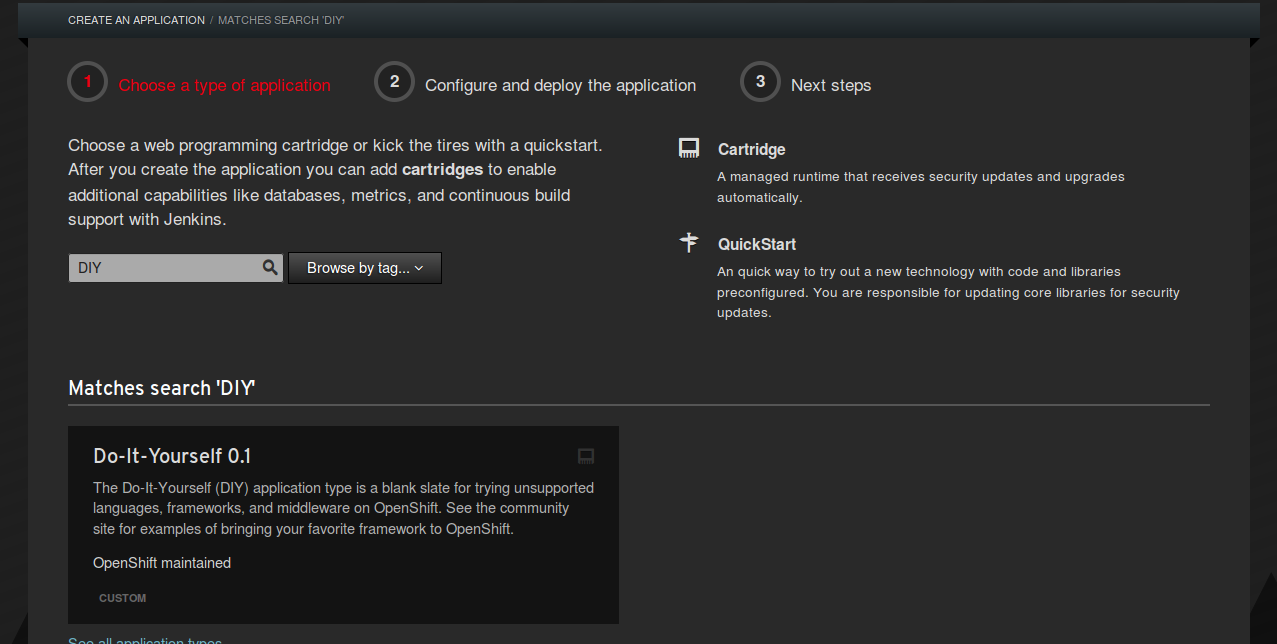 CREATE AN APPLICATION / MATCHES SEARCH 'DIY'
1 Choose a type of application
2 Configure and deploy the application
3 Next steps
Choose a web programming cartridge or kick the tires with a quickstart.
After you create the application you can add cartridges to enable
additional capabilities like databases, metrics, and continuous build
support with Jenkins.
DIY
Browse by tag...
Cartridge
A managed runtime that receives security updates and upgrades
automatically.
QuickStart
An quick way to try out a new technology with code and libraries
preconfigured. You are responsible for updating core libraries for security
updates.
Matches search 'DIY'
Do-It-Yourself 0.1
The Do-It-Yourself (DIY) application type is a blank slate for trying unsupported
languages, frameworks, and middleware on OpenShift. See the community
site for examples of bringing your favorite framework to OpenShift.
OpenShift maintained
CUSTOM
See all application types